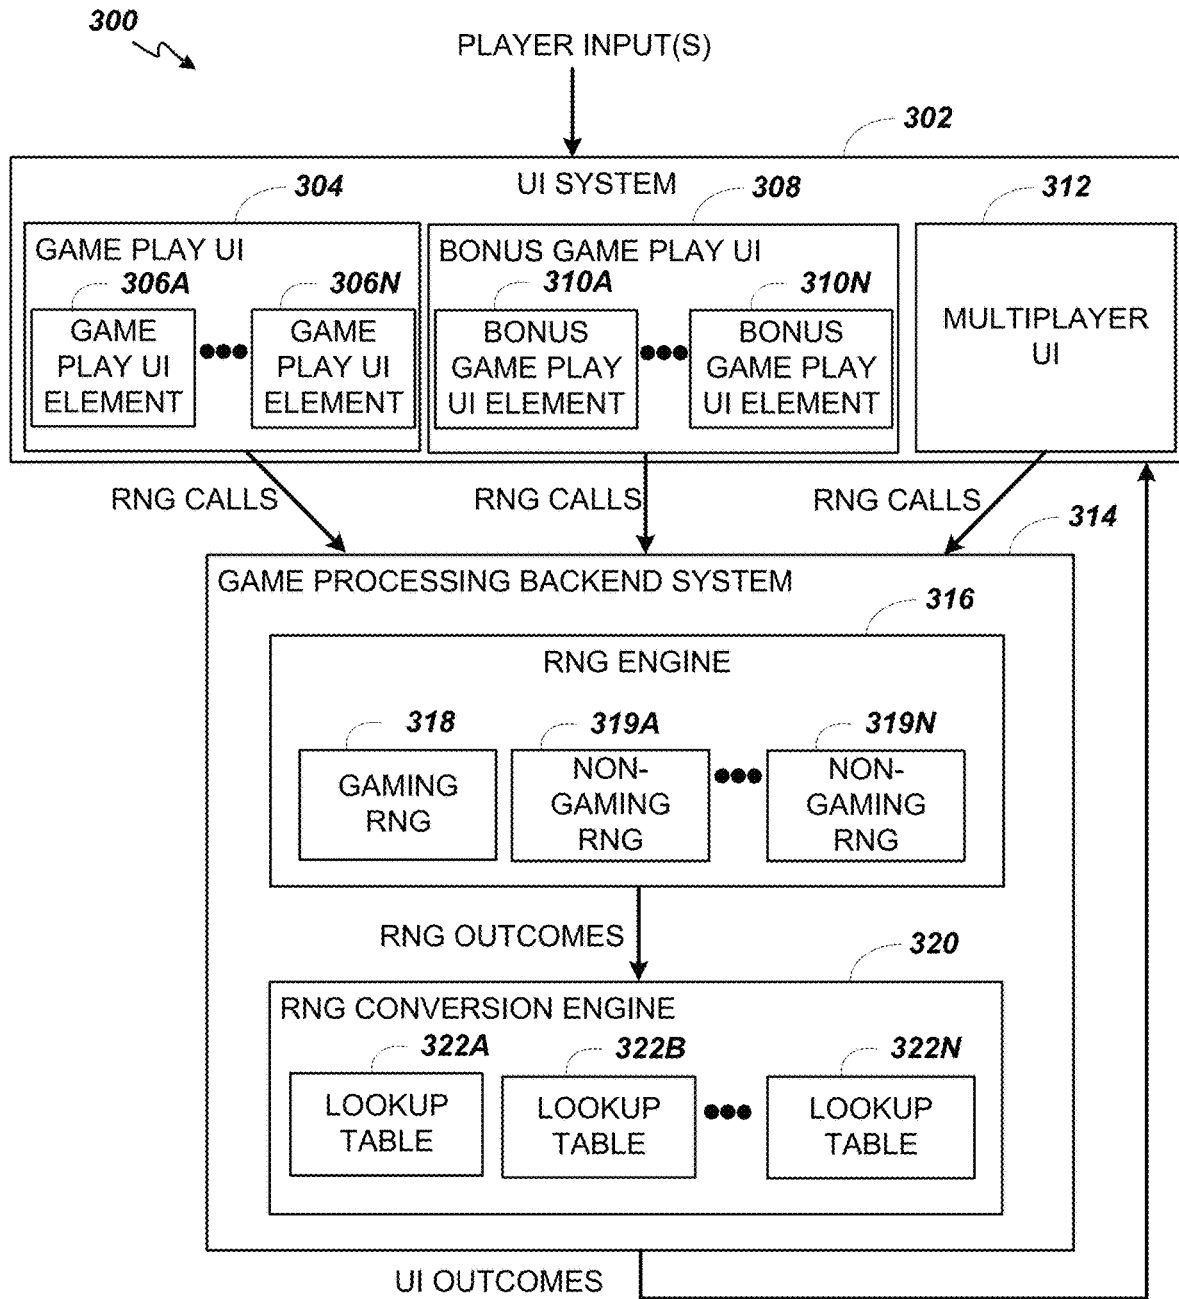 300
PLAYER INPUT(S)
302
UI SYSTEM
304
308
312
GAME PLAY UI
306A
306N
GAME
PLAY UI
ELEMENT
GAME
PLAY UI
ELEMENT
BONUS GAME PLAY UI
310A
310N
BONUS
GAME PLAY
UI ELEMENT
BONUS
GAME PLAY
UI ELEMENT
MULTIPLAYER
UI
RNG CALLS
RNG CALLS
RNG CALLS
314
GAME PROCESSING BACKEND SYSTEM
316
RNG ENGINE
318
319A
319N
GAMING
RNG
NON-
GAMING
RNG
NON-
GAMING
RNG
RNG OUTCOMES
320
RNG CONVERSION ENGINE
322A
322B
322N
LOOKUP
TABLE
LOOKUP
TABLE
LOOKUP
TABLE
UI OUTCOMES